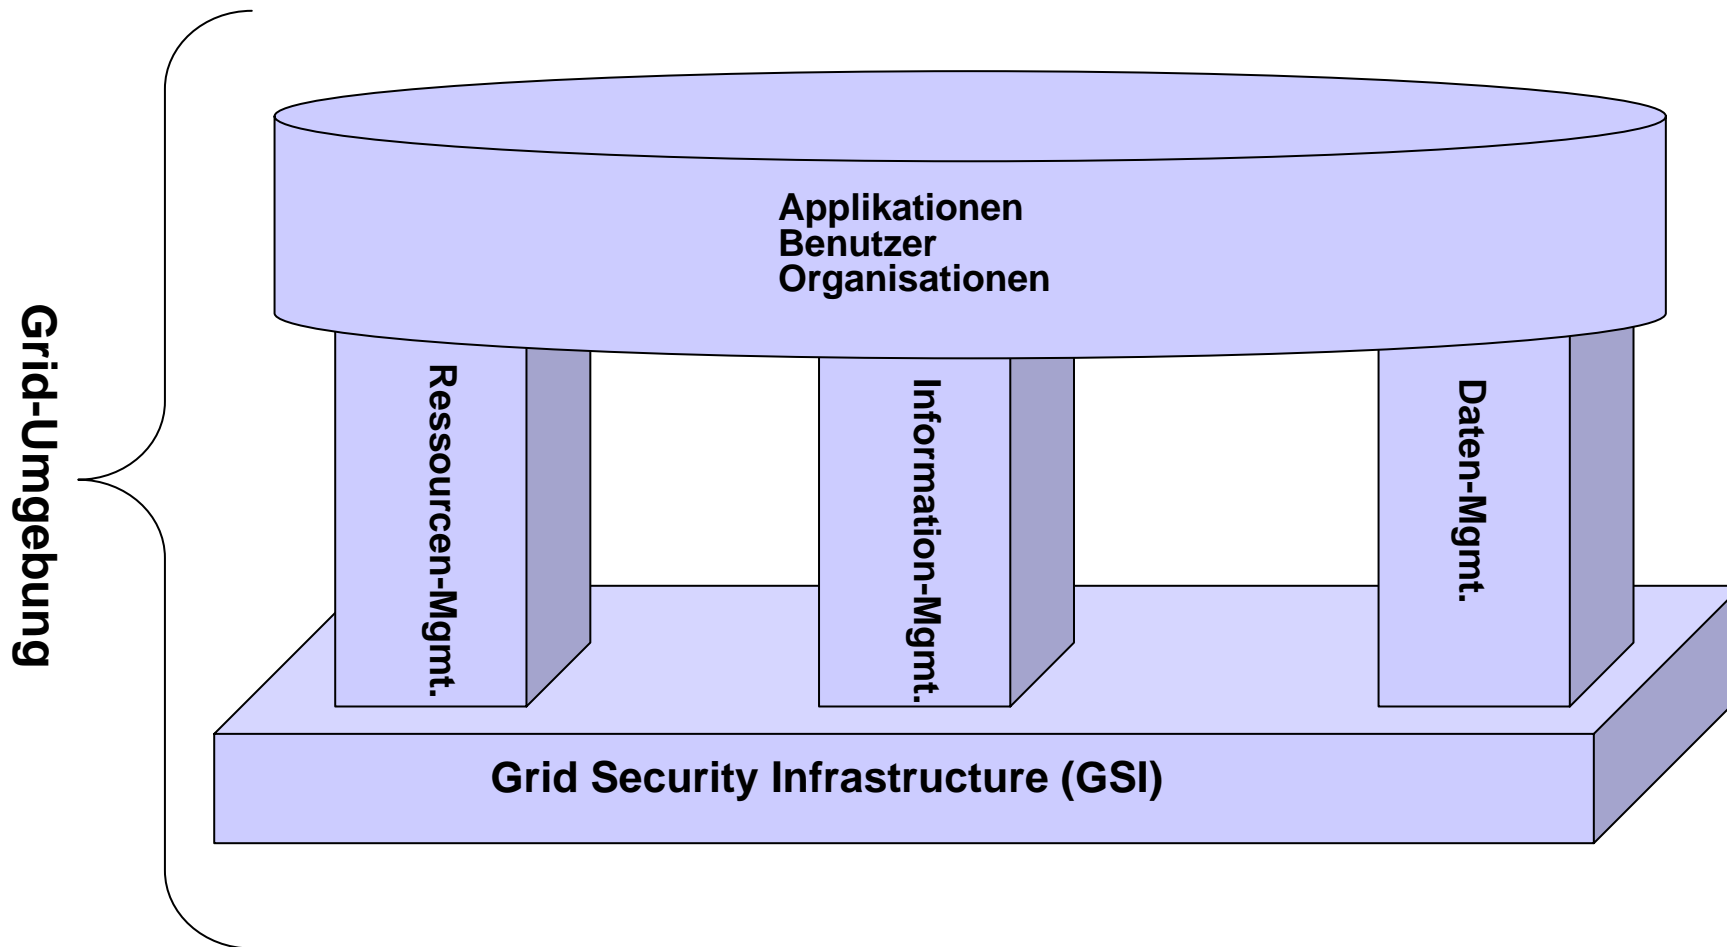 Grid-Umgebung
Applikationen
Benutzer
Organisationen
Ressourcen-Mgmt.
Information-Mgmt.
Daten-Mgmt.
Grid Security Infrastructure (GSI)